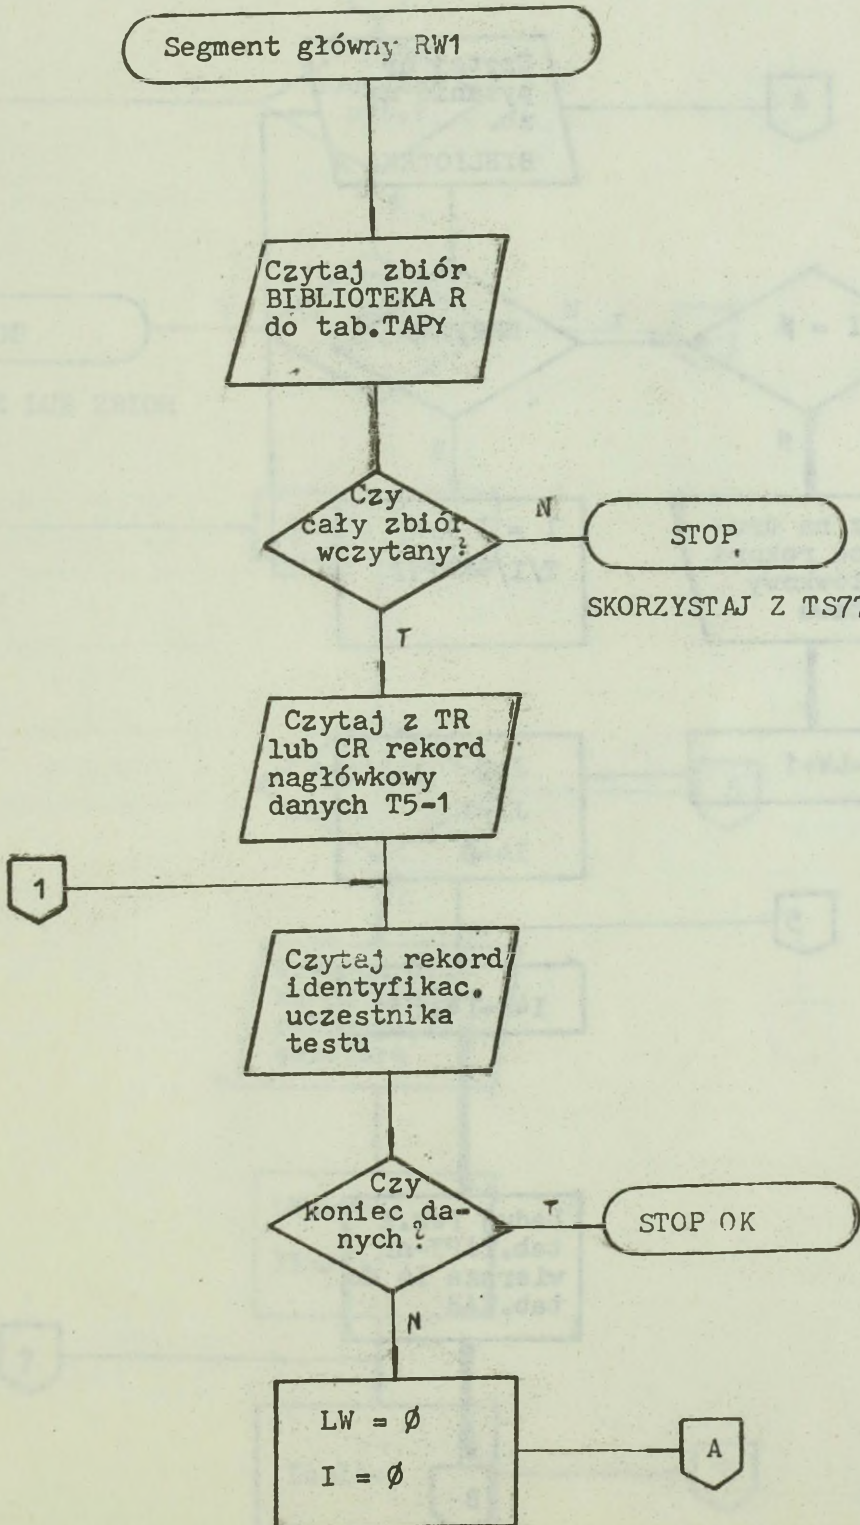 Segment główny RW1
Czytaj zbiór
BIBLIOTEKA R
do tab.TAPY
Czy
cały zbiór
wczytany?
N
STOP
SKORZYSTAJ Z TS77
T
Czytaj z TR
lub CR rekord
nagłówkowy
danych T5-1
1
Czytaj rekord
identyfikac.
uczestnika
testu
Czy
koniec da-
nych?
T
STOP OK
N
LW = Ø
I = Ø
A